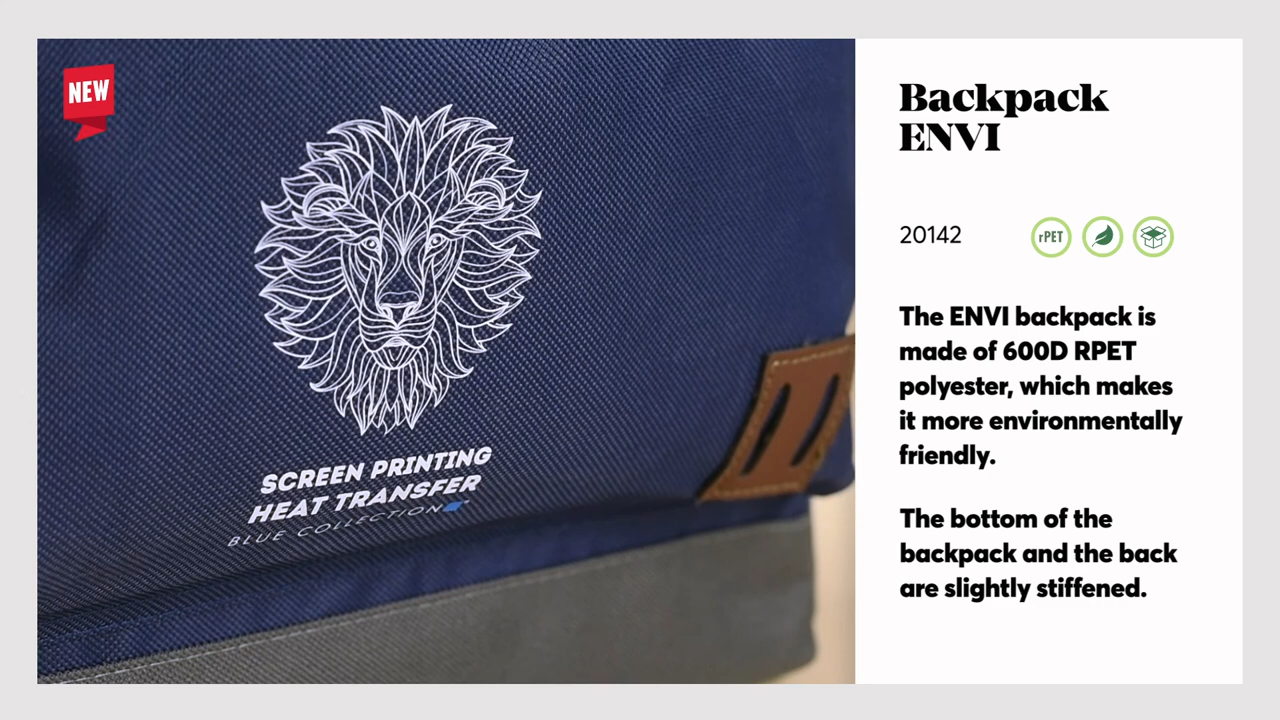 NEW
SCREEN PRINTING
HEAT TRANSFER
BLUE COLLECTION
Backpack
ENVI
20142
rPET
The ENVI backpack is
made of 600D RPET
polyester, which makes
it more environmentally
friendly.
The bottom of the
backpack and the back
are slightly stiffened.